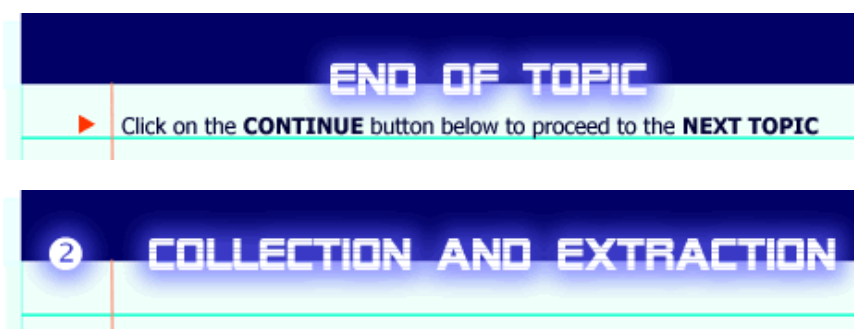 END OF TOPIC
Click on the CONTINUE button below to proceed to the NEXT TOPIC
2 COLLECTION AND EXTRACTION